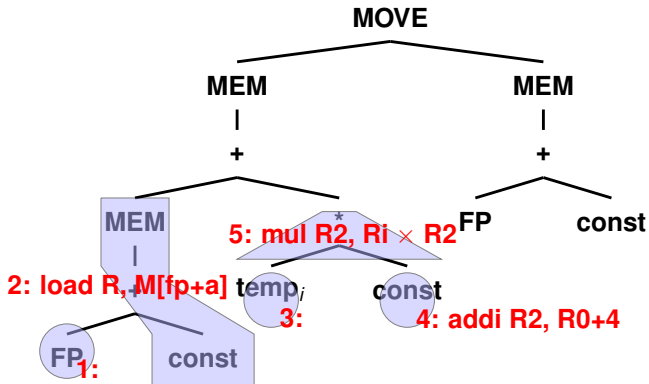 MOVE
MEM MEM
| |
+ +
MEM * FP const
5: mul R2, Ri × R2
|
2: load R, M[fp+a] temp_i const
+
3: 4: addi R2, R0+4
FP const
1: